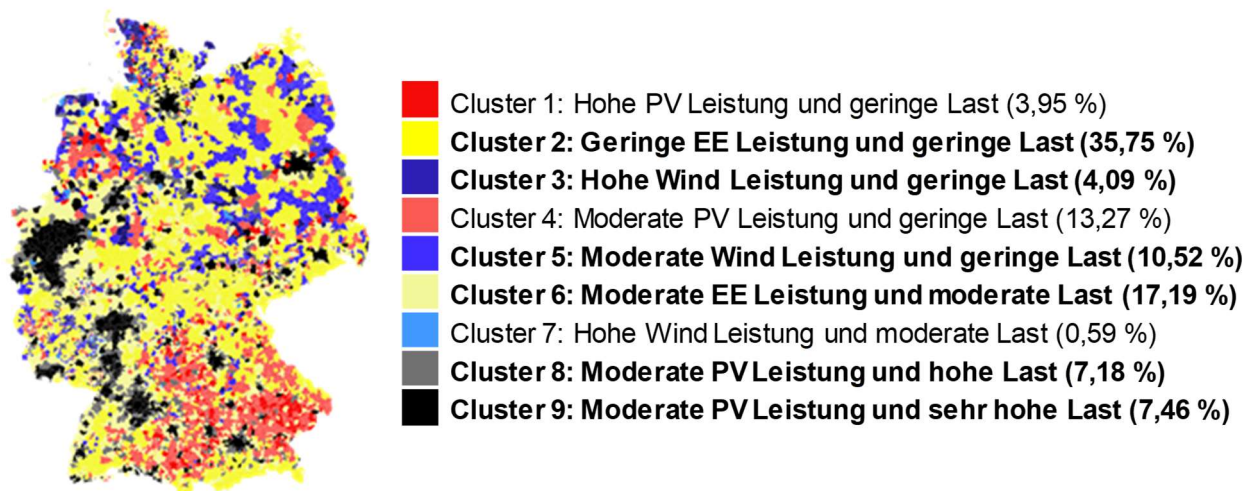 Cluster 1: Hohe PV Leistung und geringe Last (3,95 %)
Cluster 2: Geringe EE Leistung und geringe Last (35,75 %)
Cluster 3: Hohe Wind Leistung und geringe Last (4,09 %)
Cluster 4: Moderate PV Leistung und geringe Last (13,27 %)
Cluster 5: Moderate Wind Leistung und geringe Last (10,52 %)
Cluster 6: Moderate EE Leistung und moderate Last (17,19 %)
Cluster 7: Hohe Wind Leistung und moderate Last (0,59 %)
Cluster 8: Moderate PV Leistung und hohe Last (7,18 %)
Cluster 9: Moderate PV Leistung und sehr hohe Last (7,46 %)